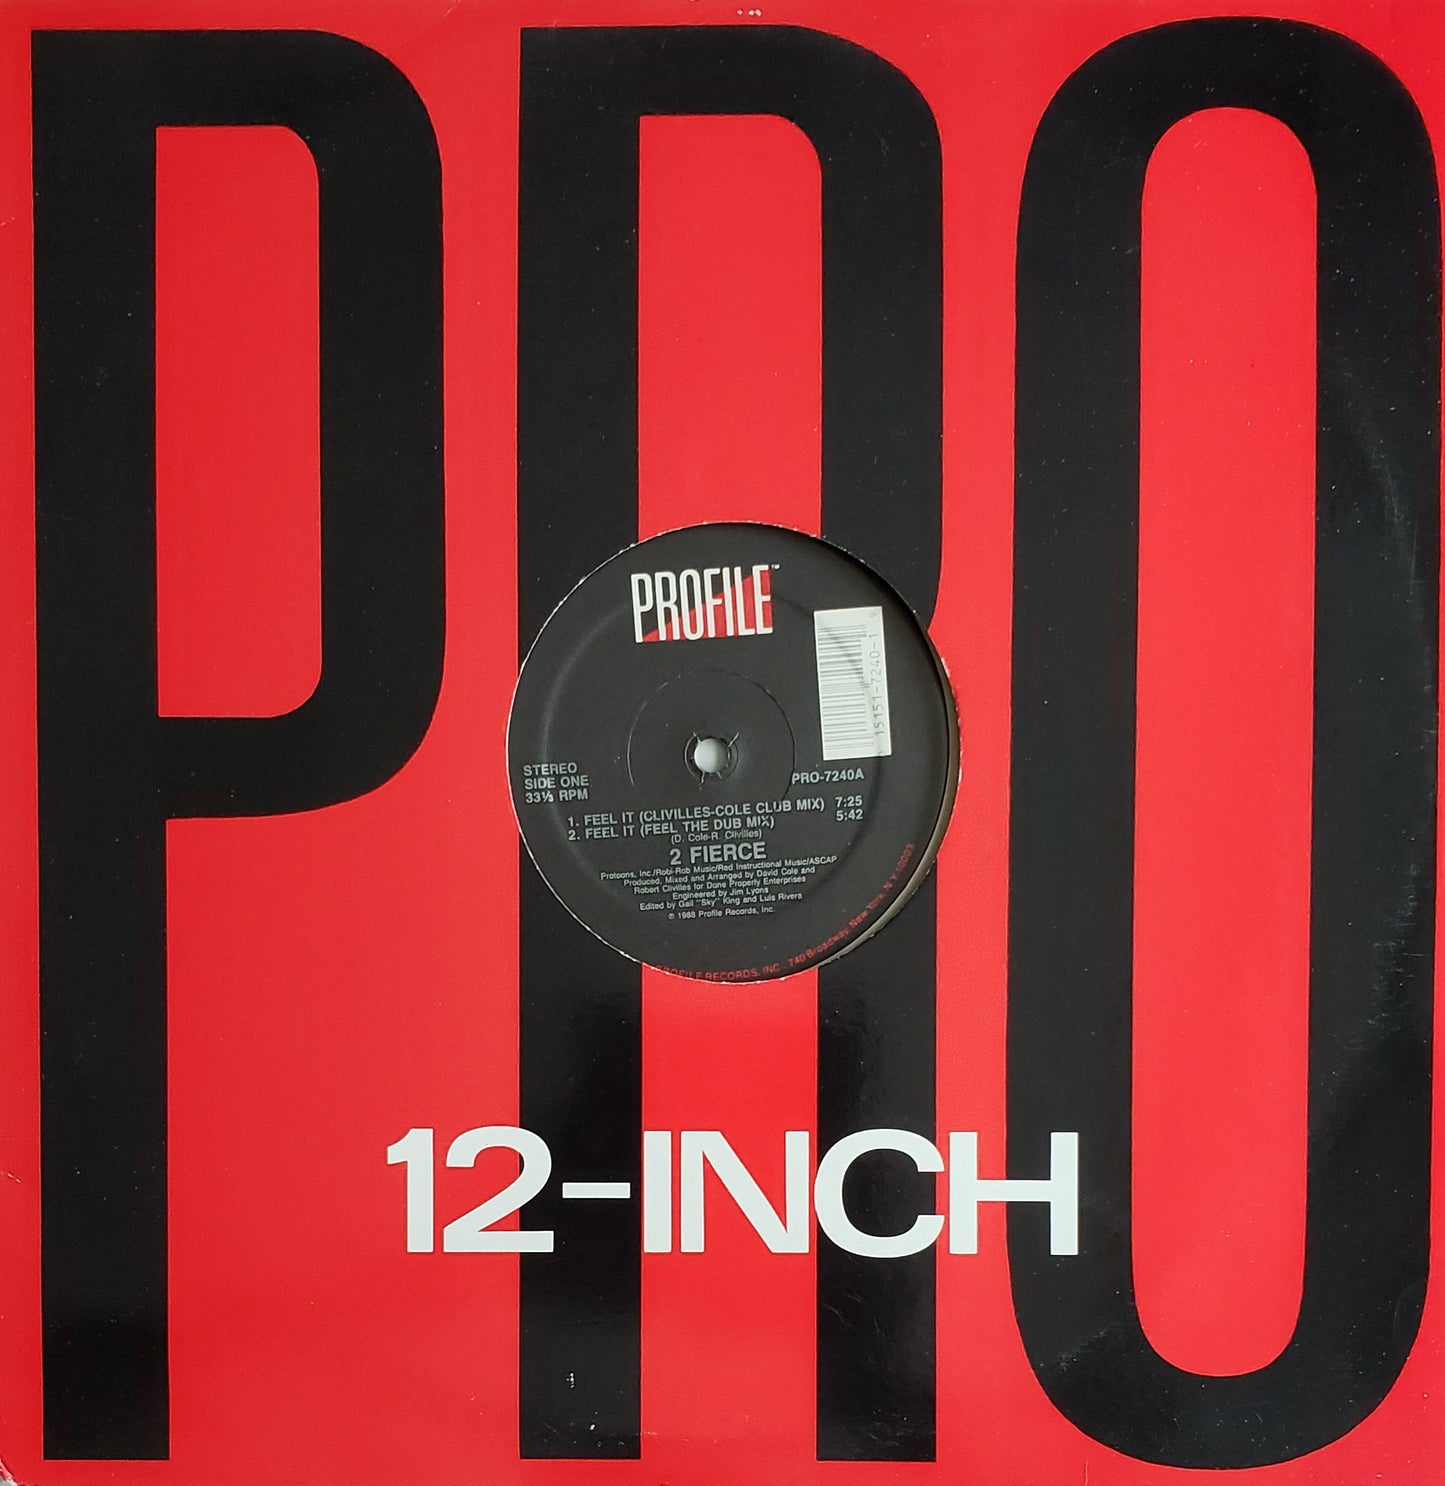 PRO
PROFILE™
15151-7240-1
9
STEREO
SIDE ONE
33⅓ RPM
PRO-7240A
1. FEEL IT (CLIVILLES-COLE CLUB MIX) 7:25
2. FEEL IT (FEEL THE DUB MIX) 5:42
(D. Cole-R. Clivilles)
2 FIERCE
Protoons, Inc./Robi-Rob Music/Red Instructional Music/ASCAP
Produced, Mixed and Arranged by David Cole and
Robert Clivilles for Done Properly Enterprises
Engineered by Jim Lyons
Edited by Gail "Sky" King and Luis Rivera
℗ 1988 Profile Records, Inc.
PROFILE RECORDS, INC. 740 Broadway, New York, N.Y. 10003
12-INCH